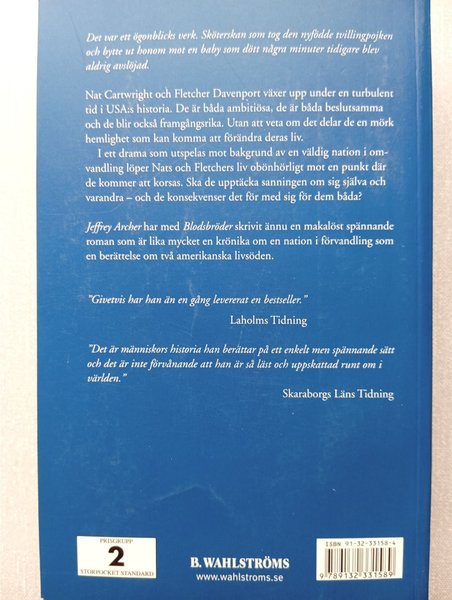 Det var ett ögonblicks verk. Sköterskan som tog den nyfödde tvillingpojken
och bytte ut honom mot en baby som dött några minuter tidigare blev
aldrig avslöjad.
Nat Cartwright och Fletcher Davenport växer upp under en turbulent
tid i USA:s historia. De är båda ambitiösa, de är båda beslutsamma
och de blir också framgångsrika. Utan att veta om det delar de en mörk
hemlighet som kan komma att förändra deras liv.
I ett drama som utspelas mot bakgrund av en väldig nation i om-
vandling löper Nats och Fletchers liv obönhörligt mot en punkt där
de kommer att korsas. Ska de upptäcka sanningen om sig själva och
varandra – och de konsekvenser det för med sig för dem båda?
Jeffrey Archer har med Blodsbröder skrivit ännu en makalöst spännande
roman som är lika mycket en krönika om en nation i förvandling som
en berättelse om två amerikanska livsöden.
”Givetvis har han än en gång levererat en bestseller.”
Laholms Tidning
”Det är människors historia han berättar på ett enkelt men spännande sätt
och det är inte förvånande att han är så läst och uppskattad runt om i
världen.”
Skaraborgs Läns Tidning
PRISGRUPP
2
STORPOCKET STANDARD
B. WAHLSTRÖMS
www.wahlstroms.se
ISBN 91-32-33158-4
9 789132 331589